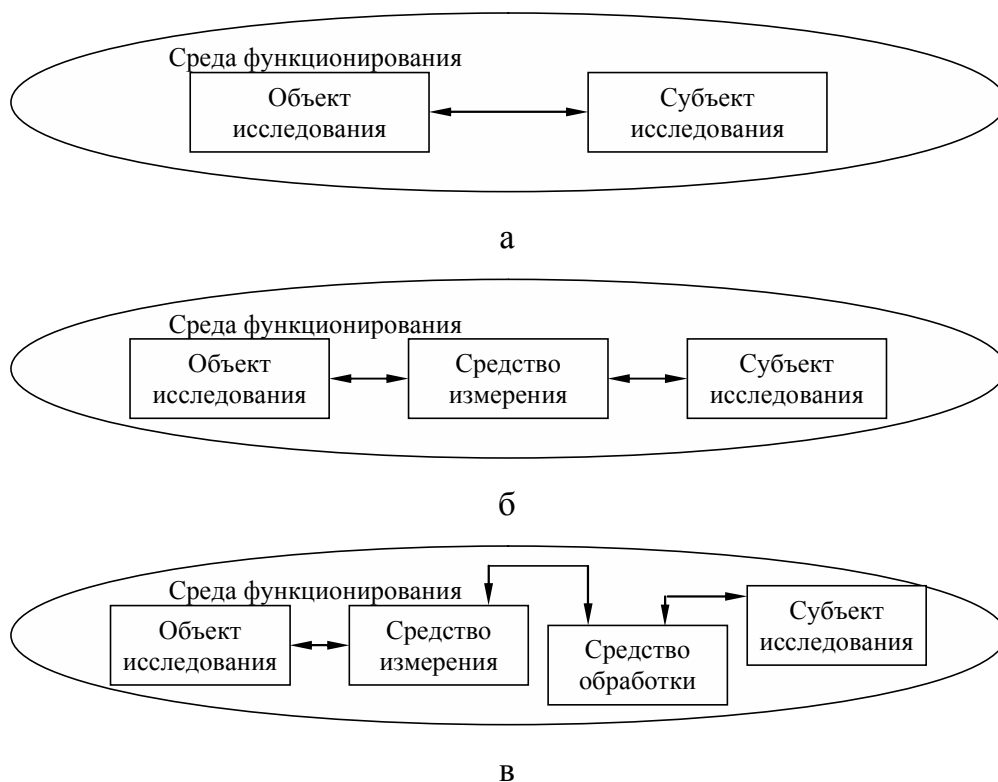 Среда функционирования
Объект
исследования
Субъект
исследования
а
Среда функционирования
Объект
исследования
Средство
измерения
Субъект
исследования
б
Среда функционирования
Объект
исследования
Средство
измерения
Средство
обработки
Субъект
исследования
в